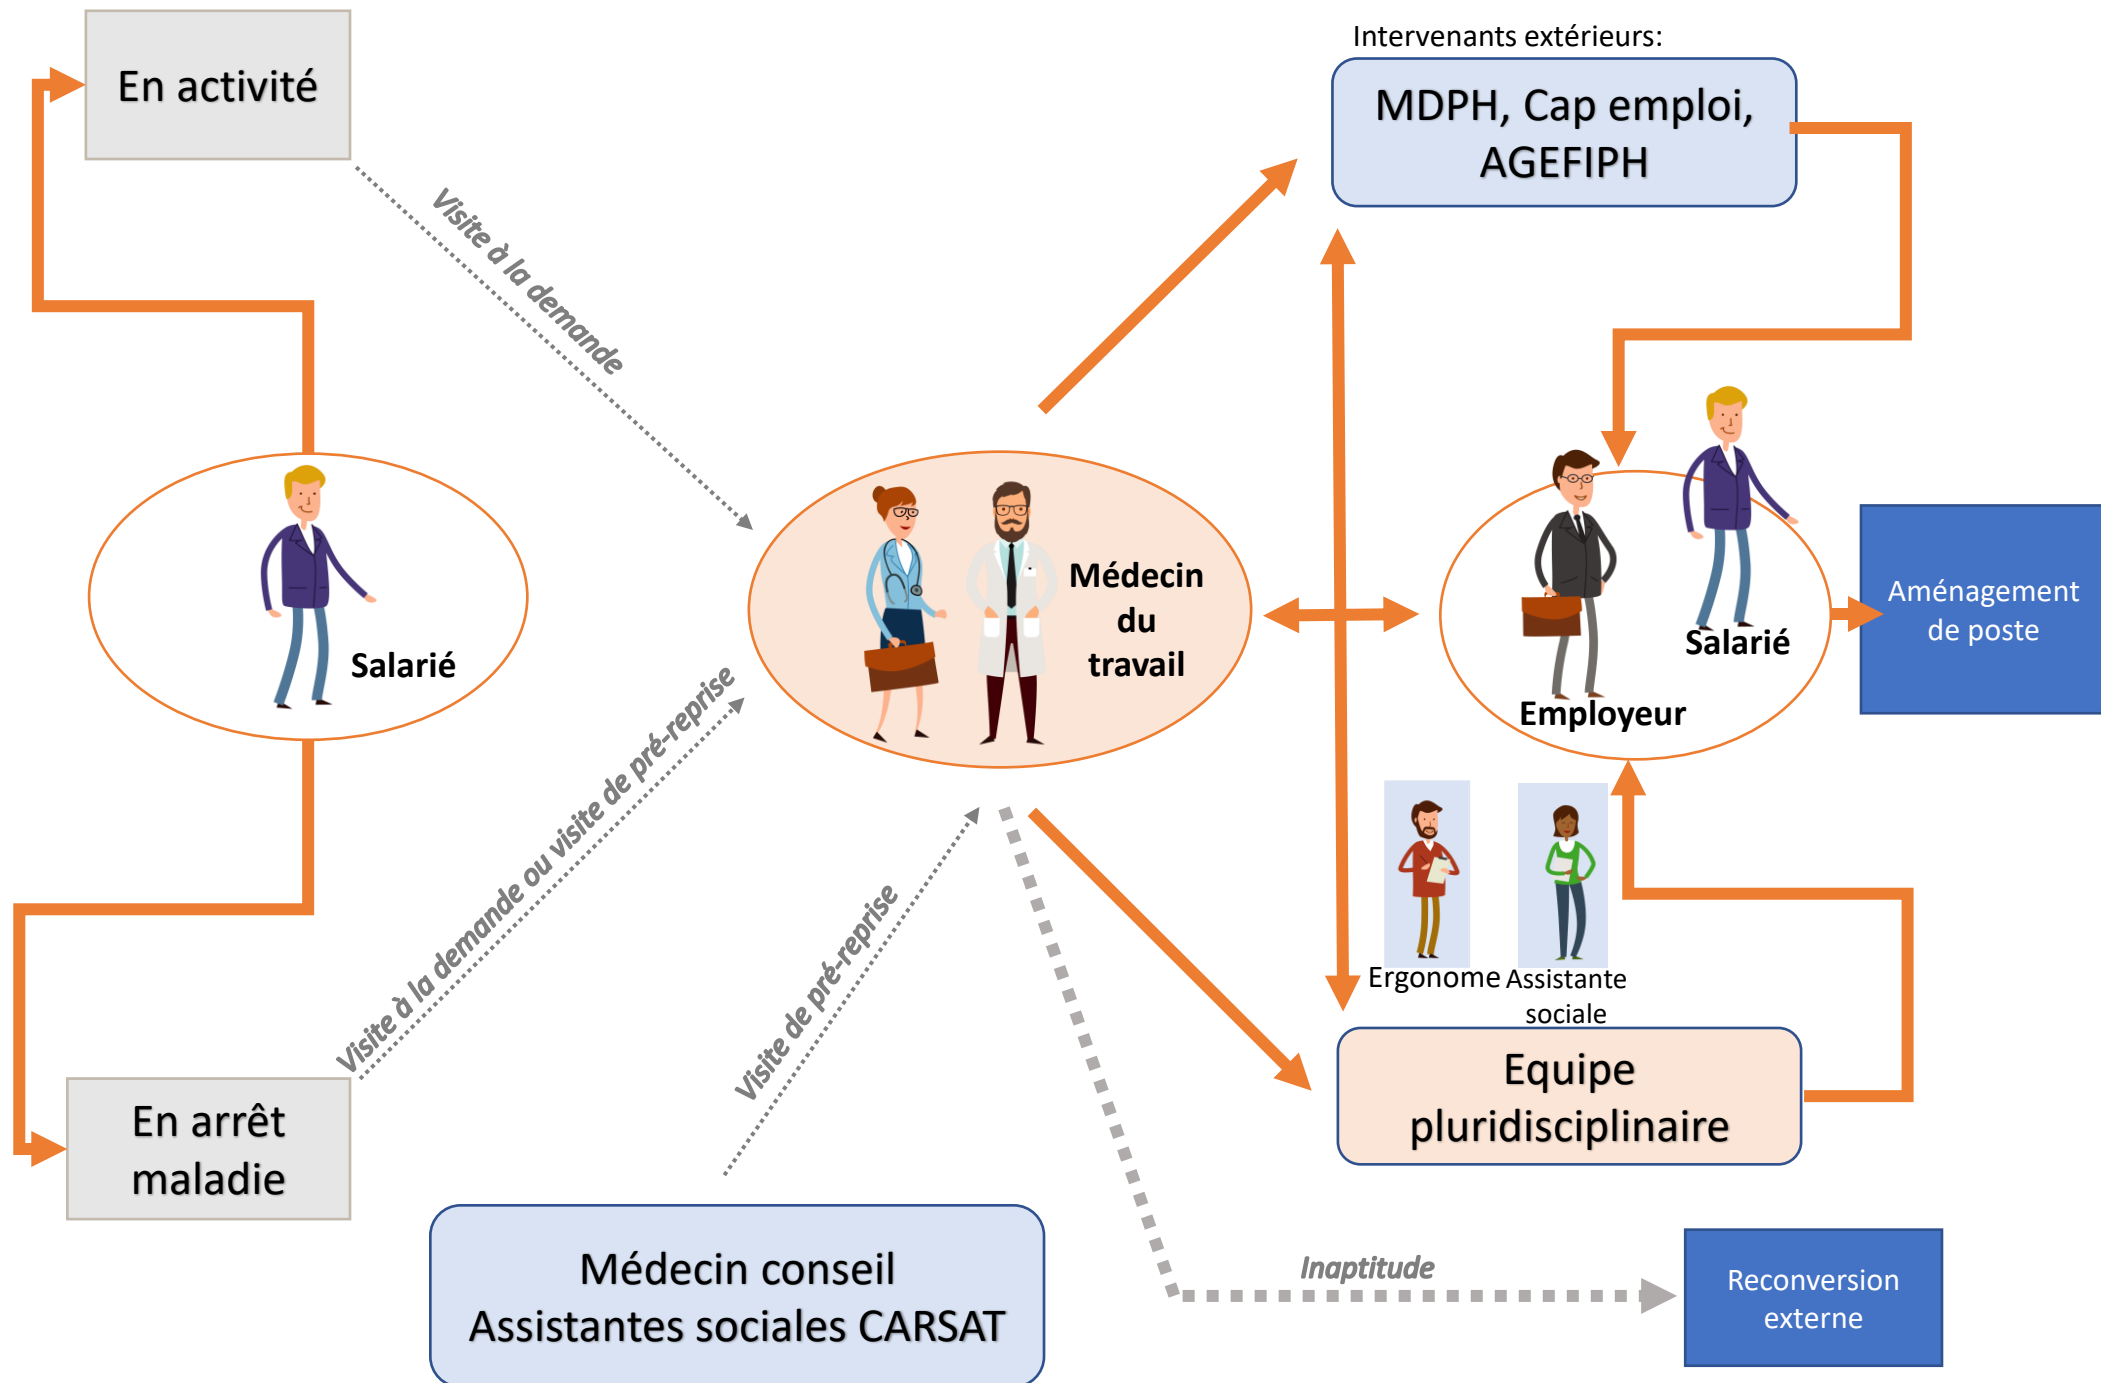 Intervenants extérieurs:
En activité
MDPH, Cap emploi,
AGEFIPH
Visite à la demande
Salarié
Médecin
du
travail
Salarié
Employeur
Aménagement
de poste
Visite à la demande ou visite de pré-reprise
Visite de pré-reprise
Ergonome
Assistante
sociale
En arrêt
maladie
Equipe
pluridisciplinaire
Médecin conseil
Assistantes sociales CARSAT
Inaptitude
Reconversion
externe